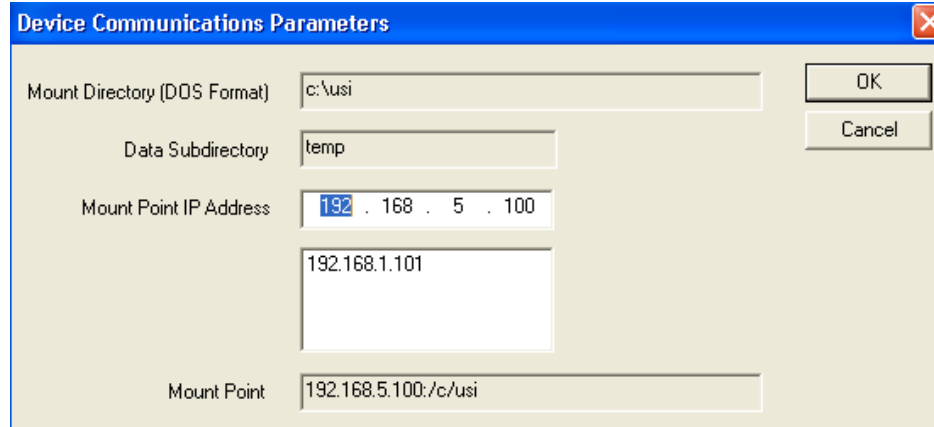 Device Communications Parameters
Mount Directory (DOS Format) c:\usi OK
Data Subdirectory temp Cancel
Mount Point IP Address 192 . 168 . 5 . 100
192.168.1.101
Mount Point 192.168.5.100:/c/usi